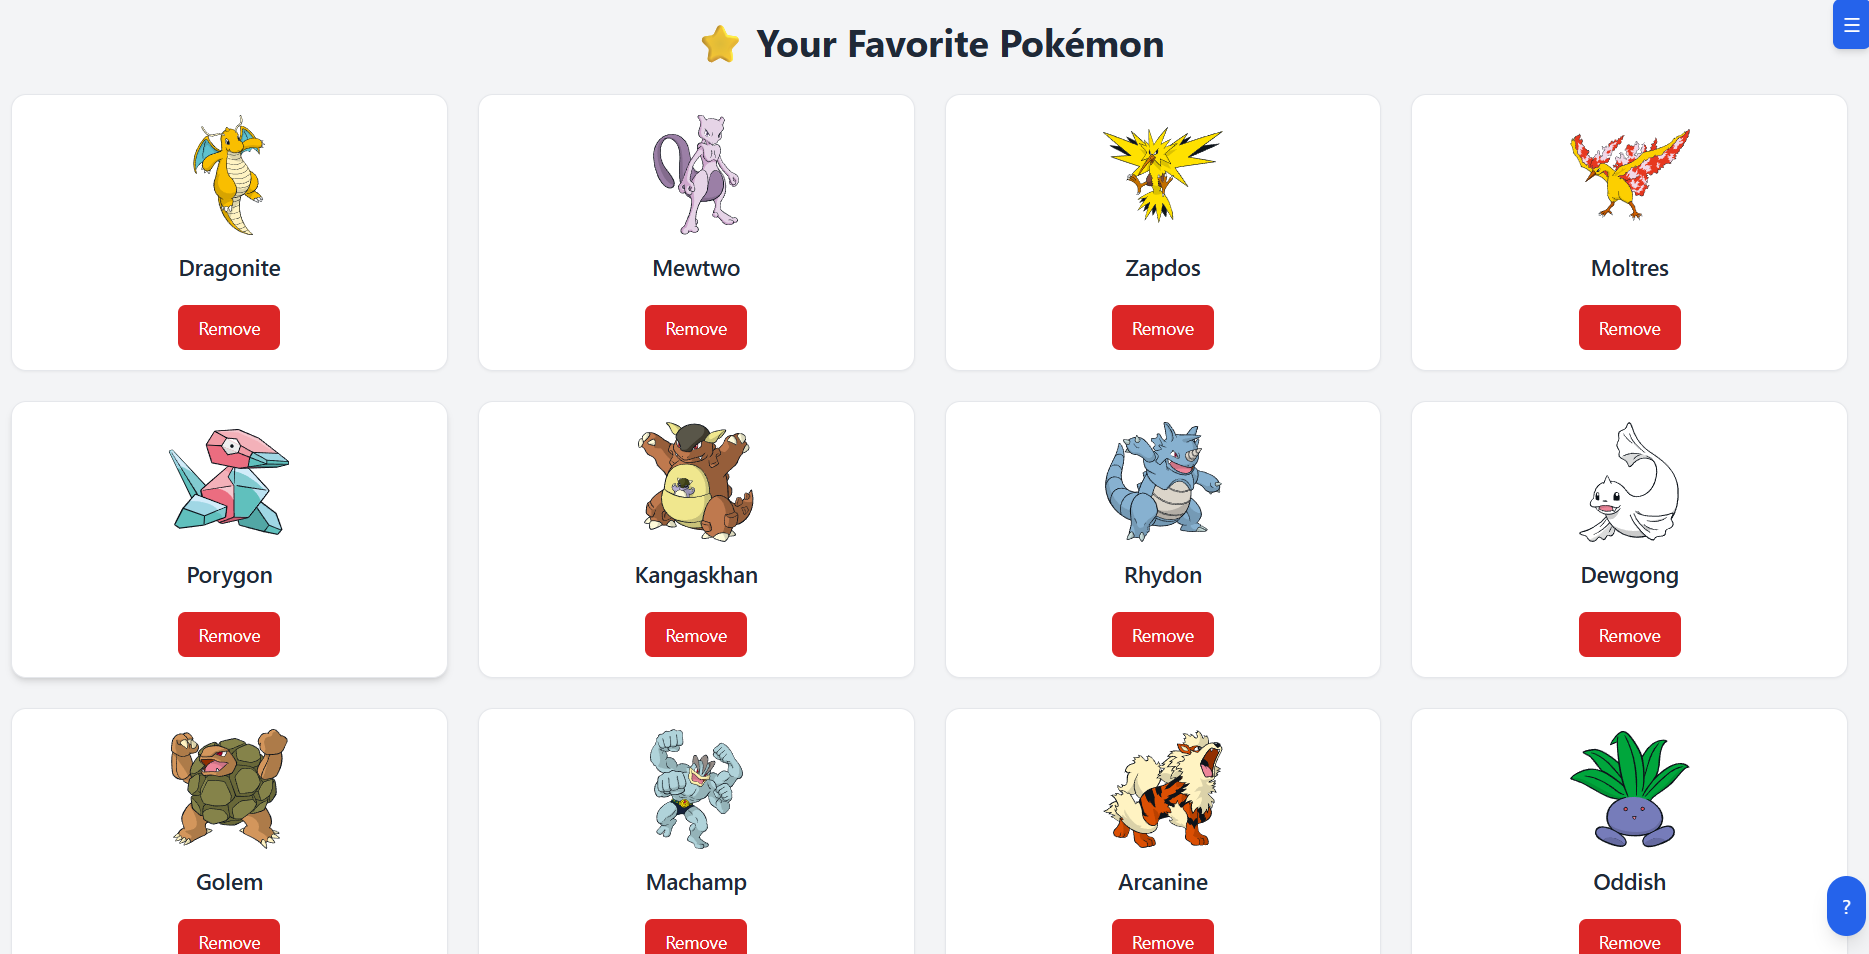 ⭐ Your Favorite Pokémon
Dragonite
Mewtwo
Zapdos
Moltres
Remove
Remove
Remove
Remove
Porygon
Kangaskhan
Rhydon
Dewgong
Remove
Remove
Remove
Remove
Golem
Machamp
Arcanine
Oddish
?
Remove
Remove
Remove
Remove